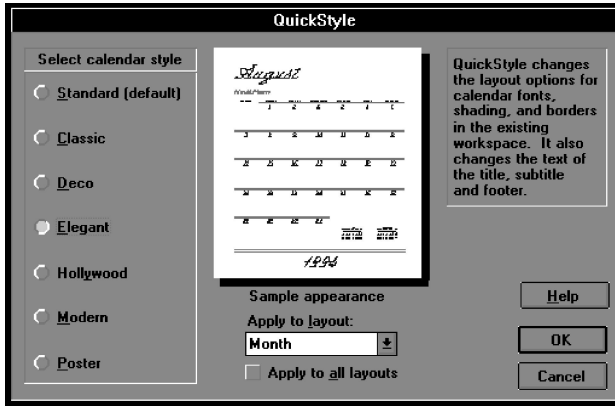 QuickStyle
Select calendar style
Standard (default)
Classic
Deco
Elegant
Hollywood
Modern
Poster
August
1994
Sample appearance
Apply to layout:
Month
Apply to all layouts
QuickStyle changes
the layout options for
calendar fonts,
shading, and borders
in the existing
workspace.  It also
changes the text of
the title, subtitle
and footer.
Help
OK
Cancel